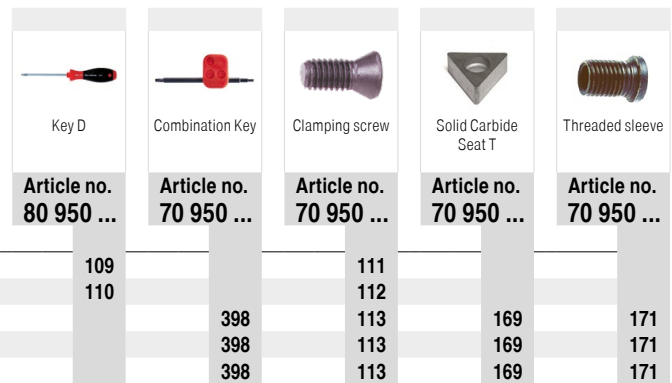 Key D Combination Key Clamping screw Solid Carbide Seat T Threaded sleeve
Article no. Article no. Article no. Article no. Article no.
80 950 ... 70 950 ... 70 950 ... 70 950 ... 70 950 ...
109 111
110 112
398 113 169 171
398 113 169 171
398 113 169 171